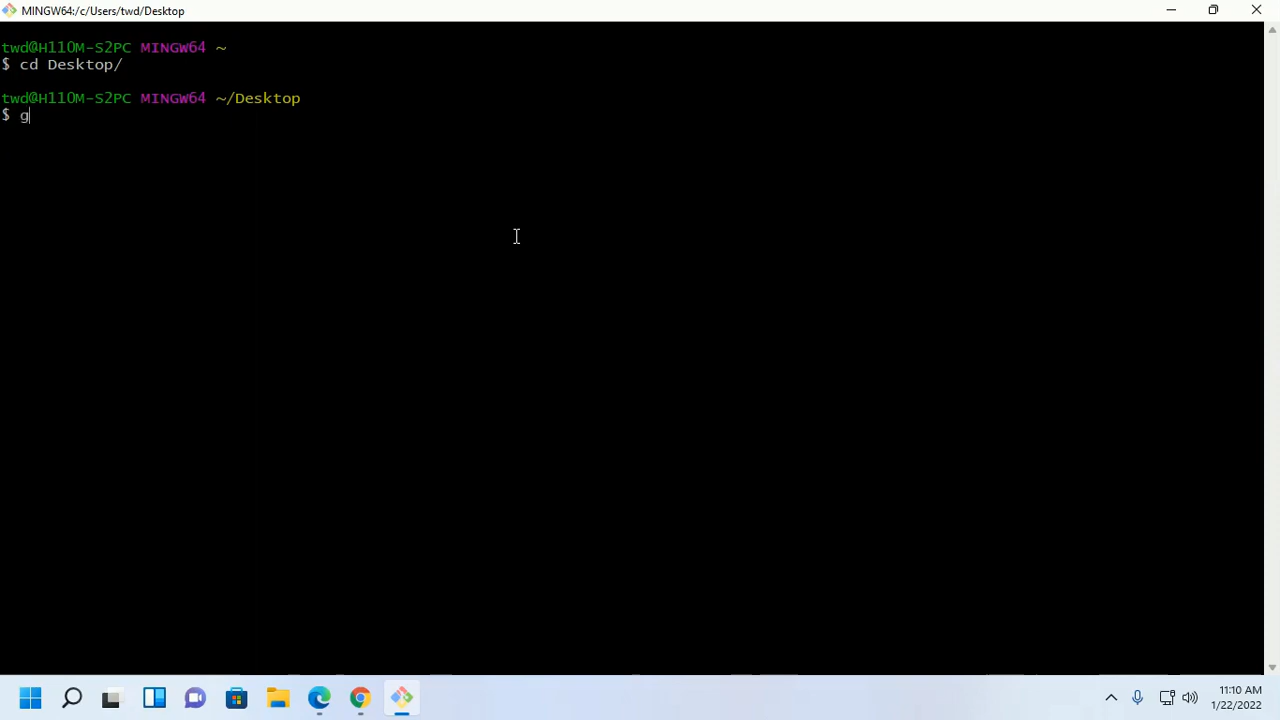 MINGW64:/c/Users/twd/Desktop
twd@H110M-S2PC MINGW64 ~
$ cd Desktop/
twd@H110M-S2PC MINGW64 ~/Desktop
$ g
11:10 AM
1/22/2022